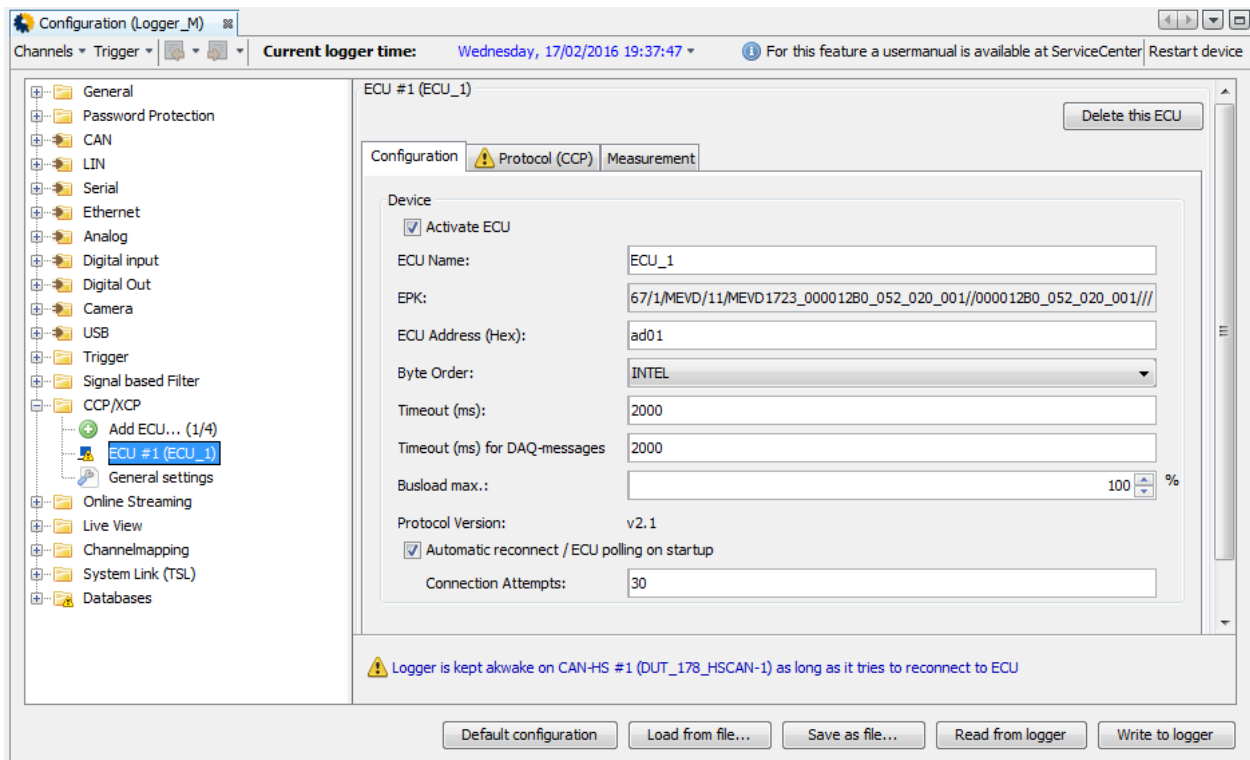 Configuration (Logger_M)
Channels Trigger Current logger time: Wednesday, 17/02/2016 19:37:47 For this feature a usermanual is available at ServiceCenter Restart device
General
Password Protection
CAN
LIN
Serial
Ethernet
Analog
Digital input
Digital Out
Camera
USB
Trigger
Signal based Filter
CCP/XCP
Add ECU... (1/4)
ECU #1 (ECU_1)
General settings
Online Streaming
Live View
Channelmapping
System Link (TSL)
Databases
ECU #1 (ECU_1)
Delete this ECU
Configuration Protocol (CCP) Measurement
Device
Activate ECU
ECU Name: ECU_1
EPK: 67/1/MEVD/11/MEVD1723_000012B0_052_020_001//000012B0_052_020_001///
ECU Address (Hex): ad01
Byte Order: INTEL
Timeout (ms): 2000
Timeout (ms) for DAQ-messages 2000
Busload max.: 100 %
Protocol Version: v2.1
Automatic reconnect / ECU polling on startup
Connection Attempts: 30
Logger is kept akwake on CAN-HS #1 (DUT_178_HSCAN-1) as long as it tries to reconnect to ECU
Default configuration Load from file... Save as file... Read from logger Write to logger